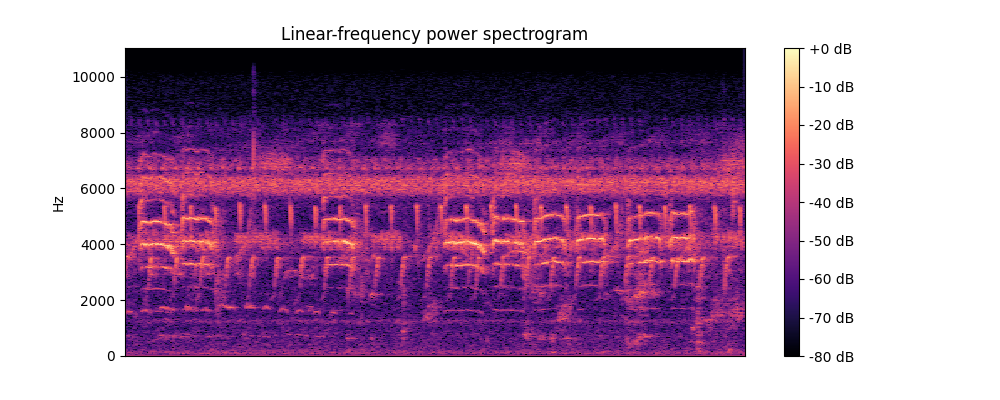 Linear-frequency power spectrogram
Hz
10000
8000
6000
4000
2000
0
+0 dB
-10 dB
-20 dB
-30 dB
-40 dB
-50 dB
-60 dB
-70 dB
-80 dB